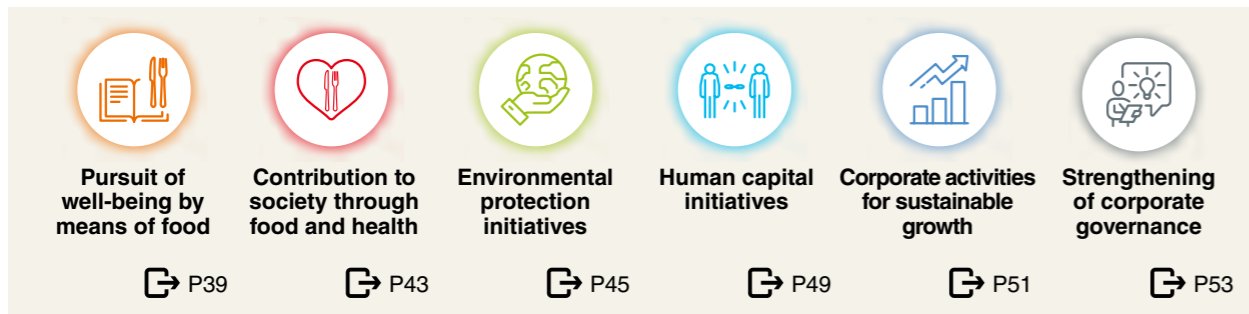 Pursuit of
well-being by
means of food
P39
Contribution to
society through
food and health
P43
Environmental
protection
initiatives
P45
Human capital
initiatives
P49
Corporate activities
for sustainable
growth
P51
Strengthening
of corporate
governance
P53